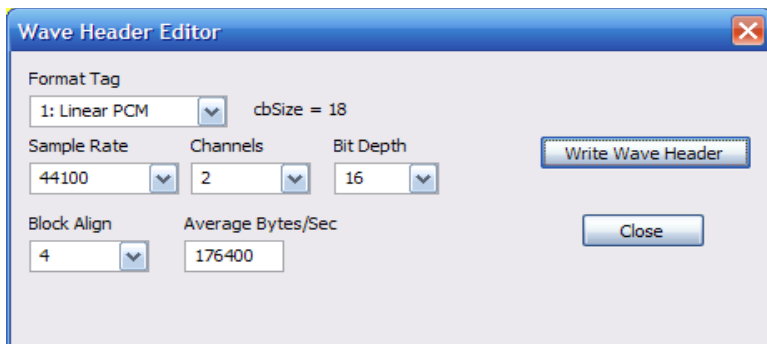 Wave Header Editor
Format Tag
1: Linear PCM cbSize = 18
Sample Rate Channels Bit Depth Write Wave Header
44100 2 16
Block Align Average Bytes/Sec Close
4 176400